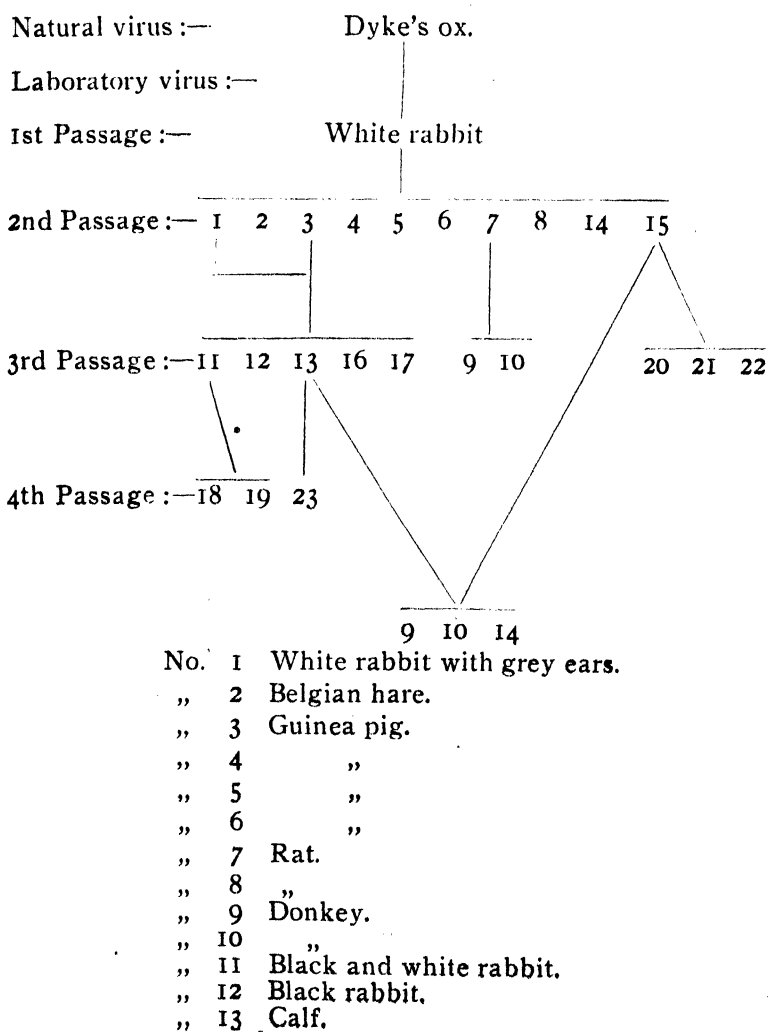 Natural virus :— Dyke's ox.
Laboratory virus :—
1st Passage :— White rabbit
2nd Passage :— 1 2 3 4 5 6 7 8 14 15
3rd Passage :—11 12 13 16 17 9 10 20 21 22
4th Passage :—18 19 23
9 10 14
No. 1 White rabbit with grey ears.
„ 2 Belgian hare.
„ 3 Guinea pig.
„ 4 „
„ 5 „
„ 6 „
„ 7 Rat.
„ 8 „
„ 9 Donkey.
„ 10 „
„ 11 Black and white rabbit.
„ 12 Black rabbit.
„ 13 Calf.